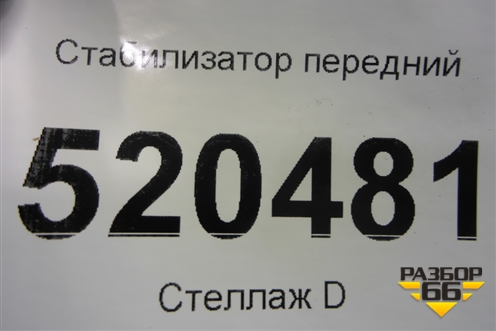 Стабилизатор передний
520481
Стеллаж D
РАЗБОР
66